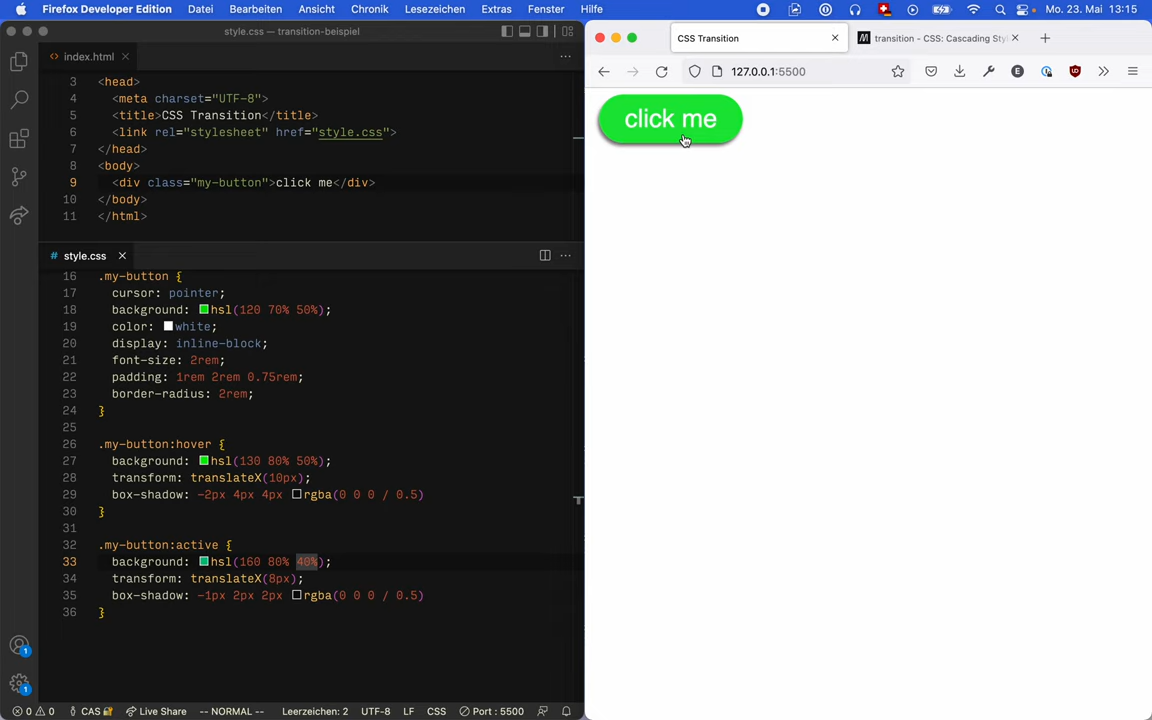 Firefox Developer Edition Datei Bearbeiten Ansicht Chronik Lesezeichen Extras Fenster Hilfe Mo. 23. Mai 13:15
style.css — transition-beispiel
index.html
3 <head>
4 <meta charset="UTF-8">
5 <title>CSS Transition</title>
6 <link rel="stylesheet" href="style.css">
7 </head>
8 <body>
9 <div class="my-button">click me</div>
10 </body>
11 </html>
# style.css
16 .my-button {
17 cursor: pointer;
18 background: hsl(120 70% 50%);
19 color: white;
20 display: inline-block;
21 font-size: 2rem;
22 padding: 1rem 2rem 0.75rem;
23 border-radius: 2rem;
24 }
25
26 .my-button:hover {
27 background: hsl(130 80% 50%);
28 transform: translateX(10px);
29 box-shadow: -2px 4px 4px rgba(0 0 0 / 0.5)
30 }
31
32 .my-button:active {
33 background: hsl(160 80% 40%);
34 transform: translateX(8px);
35 box-shadow: -1px 2px 2px rgba(0 0 0 / 0.5)
36 }
1
1
0 0 CAS Live Share -- NORMAL -- Leerzeichen: 2 UTF-8 LF CSS Port : 5500
CSS Transition
transition - CSS: Cascading Styl
127.0.0.1:5500
click me